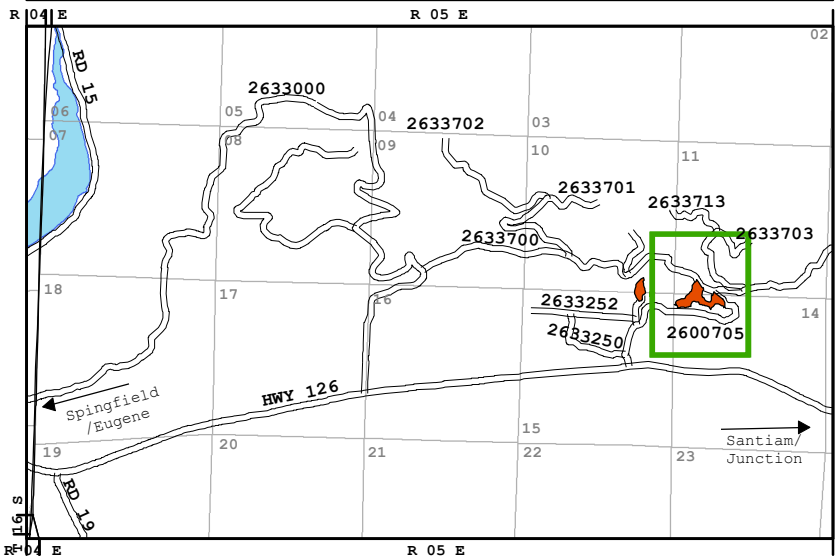 R 04 E
R 05 E
02
RD 15
2633000
06
05
04
2633702
03
07
08
09
10
11
2633701
2633713
2633703
2633700
18
17
16
2633252
14
2633250
2600705
HWY 126
Spingfield
/Eugene
15
Santiam/
Junction
19
20
21
22
23
RD 19
T 16 S
R 04 E
R 05 E